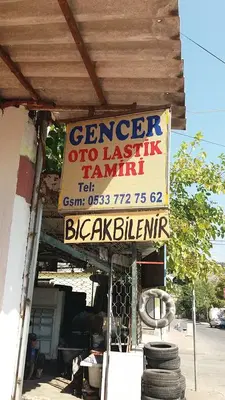 GENCER
OTO LASTİK
TAMİRİ
Tel:
Gsm: 0533 772 75 62
BIÇAKBİLENİR